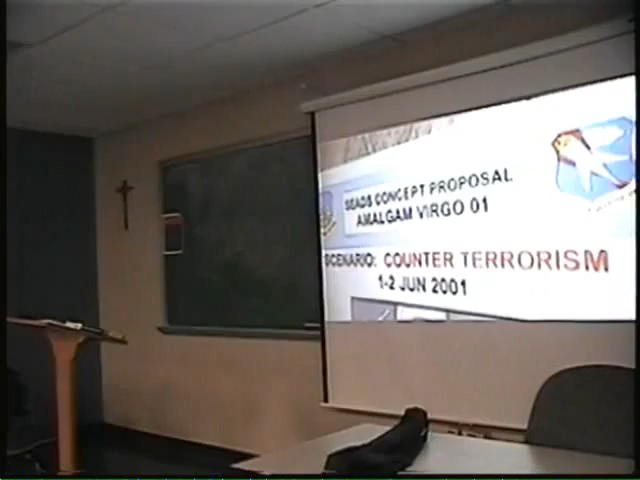 SEADS CONCEPT PROPOSAL
AMALGAM VIRGO 01
SCENARIO: COUNTER TERRORISM
1-2 JUN 2001